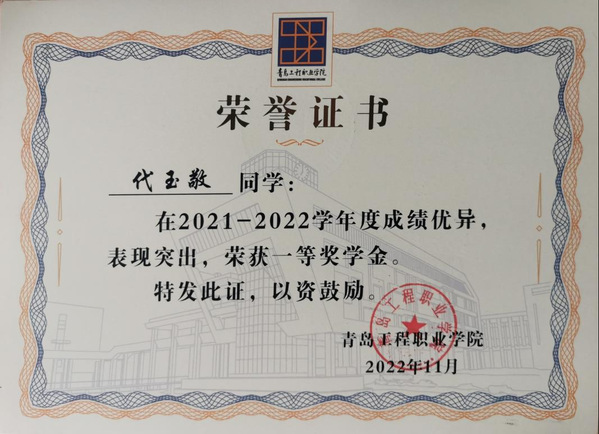 青岛工程职业学院
荣誉证书
代玉敬 同学：
在2021-2022学年度成绩优异，
表现突出，荣获一等奖学金。
特发此证，以资鼓励。
青岛工程职业学院
青岛工程职业学院
2022年11月